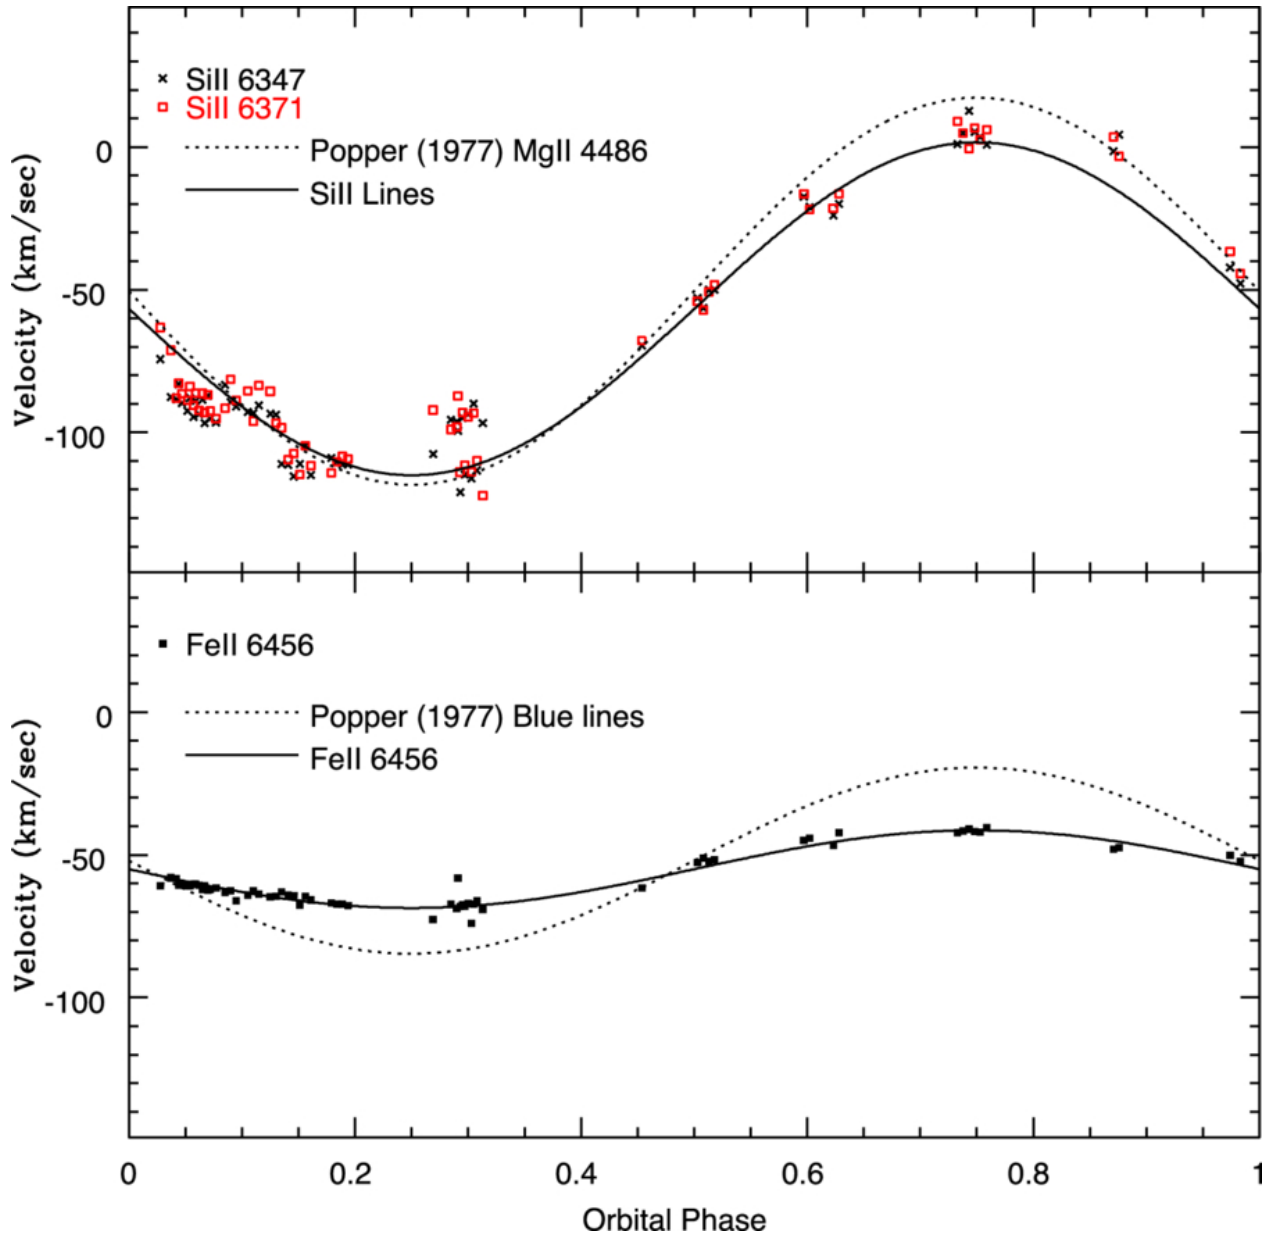 SiII 6347
SiII 6371
Popper (1977) MgII 4486
SiII Lines
0
-50
-100
Velocity (km/sec)
FeII 6456
Popper (1977) Blue lines
FeII 6456
0
-50
-100
Velocity (km/sec)
0 0.2 0.4 0.6 0.8 1
Orbital Phase